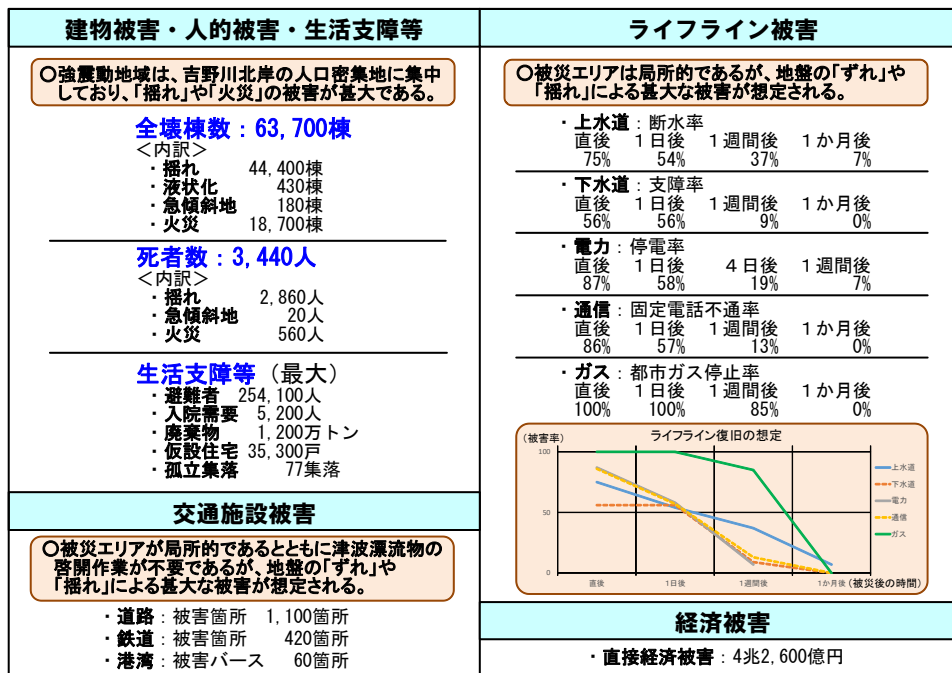 建物被害・人的被害・生活支障等
○強震動地域は、吉野川北岸の人口密集地に集中
しており、「揺れ」や「火災」の被害が甚大である。
全壊棟数：63,700棟
＜内訳＞
・揺れ 44,400棟
・液状化 430棟
・急傾斜地 180棟
・火災 18,700棟
死者数：3,440人
＜内訳＞
・揺れ 2,860人
・急傾斜地 20人
・火災 560人
生活支障等（最大）
・避難者 254,100人
・入院需要 5,200人
・廃棄物 1,200万トン
・仮設住宅 35,300戸
・孤立集落 77集落
交通施設被害
○被災エリアが局所的であるとともに津波漂流物の
啓開作業が不要であるが、地盤の「ずれ」や
「揺れ」による甚大な被害が想定される。
・道路：被害箇所 1,100箇所
・鉄道：被害箇所 420箇所
・港湾：被害バース 60箇所
ライフライン被害
○被災エリアは局所的であるが、地盤の「ずれ」や
「揺れ」による甚大な被害が想定される。
・上水道：断水率
直後 １日後 １週間後 １か月後
75% 54% 37% 7%
・下水道：支障率
直後 １日後 １週間後 １か月後
56% 56% 9% 0%
・電力：停電率
直後 １日後 ４日後 １週間後
87% 58% 19% 7%
・通信：固定電話不通率
直後 １日後 １週間後 １か月後
86% 57% 13% 0%
・ガス：都市ガス停止率
直後 １日後 １週間後 １か月後
100% 100% 85% 0%
（被害率） ライフライン復旧の想定
100
50
0
直後 1日後 1週間後 1か月後 （被災後の時間）
上水道
下水道
電力
通信
ガス
経済被害
・直接経済被害：4兆2,600億円